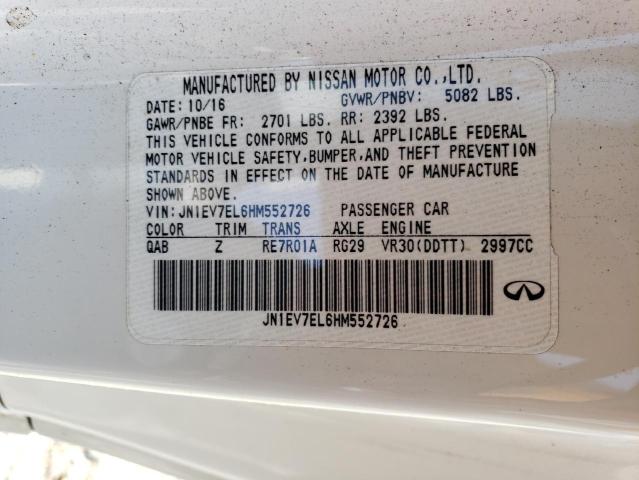 MANUFACTURED BY NISSAN MOTOR CO.,LTD.
DATE: 10/16 GVWR/PNBV: 5082 LBS.
GAWR/PNBE FR: 2701 LBS. RR: 2392 LBS.
THIS VEHICLE CONFORMS TO ALL APPLICABLE FEDERAL
MOTOR VEHICLE SAFETY,BUMPER,AND THEFT PREVENTION
STANDARDS IN EFFECT ON THE DATE OF MANUFACTURE
SHOWN ABOVE.
VIN: JN1EV7EL6HM552726 PASSENGER CAR
COLOR TRIM TRANS AXLE ENGINE
QAB Z RE7R01A RG29 VR30(DDTT) 2997CC
JN1EV7EL6HM552726